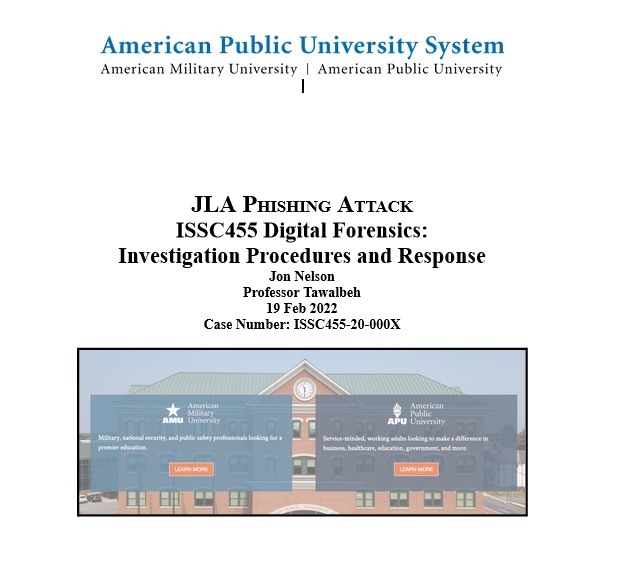 American Public University System
American Military University | American Public University
JLA Phishing Attack
ISSC455 Digital Forensics:
Investigation Procedures and Response
Jon Nelson
Professor Tawalbeh
19 Feb 2022
Case Number: ISSC455-20-000X
AMU American Military University
Military, national security, and public safety professionals looking for a
premier education.
LEARN MORE
APU American Public University
Service-minded, working adults looking to make a difference in
business, healthcare, education, government, and more.
LEARN MORE